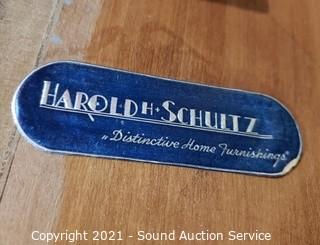 HAROLD H. SCHULTZ
"Distinctive Home Furnishings"
Copyright 2021 - Sound Auction Service